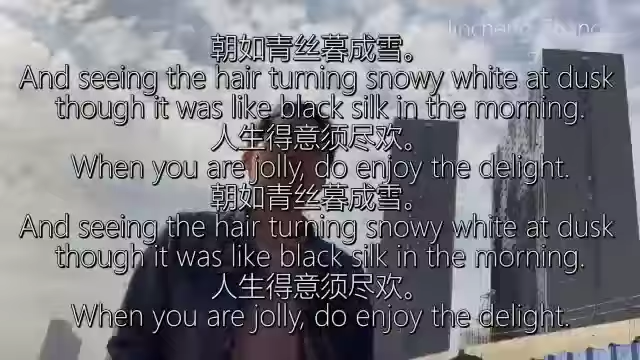 Jincheng Zhang
朝如青丝暮成雪。
And seeing the hair turning snowy white at dusk
though it was like black silk in the morning.
人生得意须尽欢。
When you are jolly, do enjoy the delight.
朝如青丝暮成雪。
And seeing the hair turning snowy white at dusk
though it was like black silk in the morning.
人生得意须尽欢。
When you are jolly, do enjoy the delight.